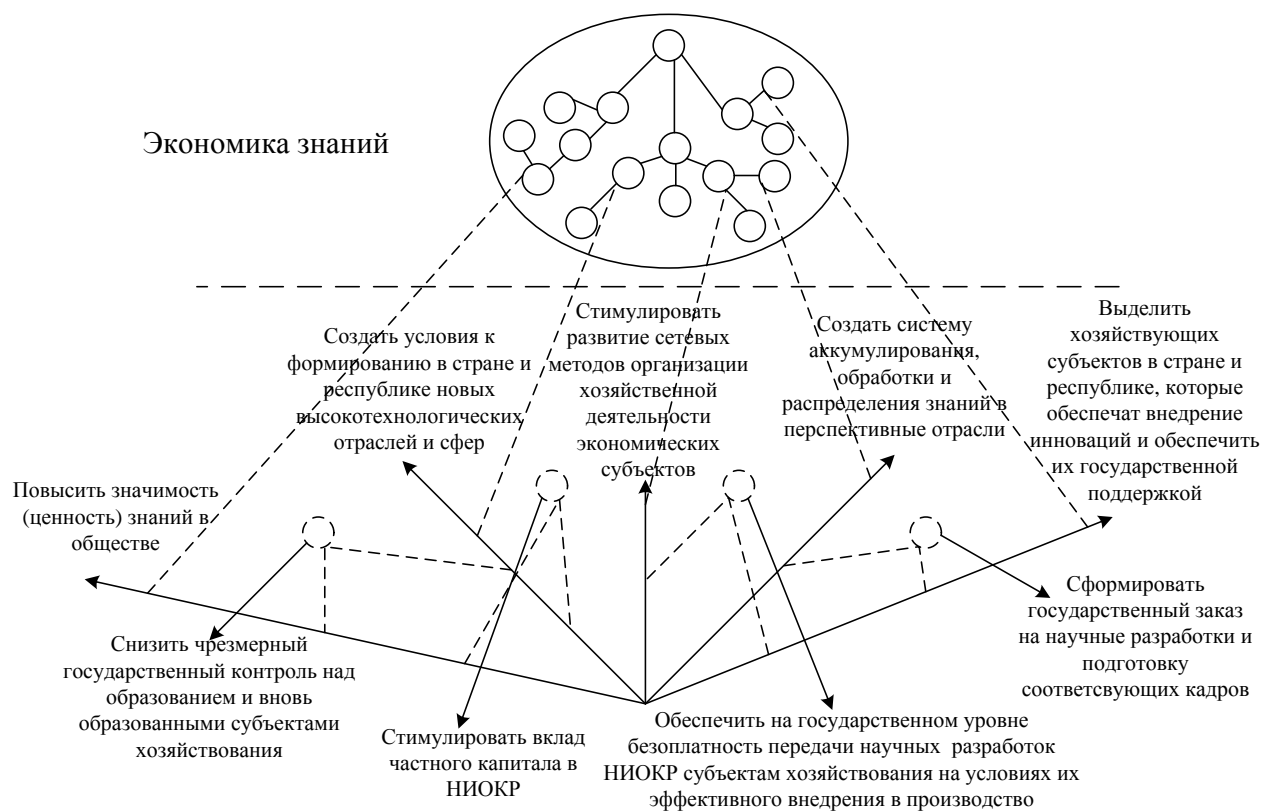 Экономика знаний
Создать условия к
формированию в стране и
республике новых
высокотехнологических
отраслей и сфер
Стимулировать
развитие сетевых
методов организации
хозяйственной
деятельности
экономических
субъектов
Создать систему
аккумулирования,
обработки и
распределения знаний в
перспективные отрасли
Выделить
хозяйствующих
субъектов в стране и
республике, которые
обеспечат внедрение
инноваций и обеспечить
их государственной
поддержкой
Повысить значимость
(ценность) знаний в
обществе
Снизить чрезмерный
государственный контроль над
образованием и вновь
образованными субъектами
хозяйствования
Стимулировать вклад
частного капитала в
НИОКР
Обеспечить на государственном уровне
безоплатность передачи научных разработок
НИОКР субъектам хозяйствования на условиях их
эффективного внедрения в производство
Сформировать
государственный заказ
на научные разработки и
подготовку
соответсвующих кадров